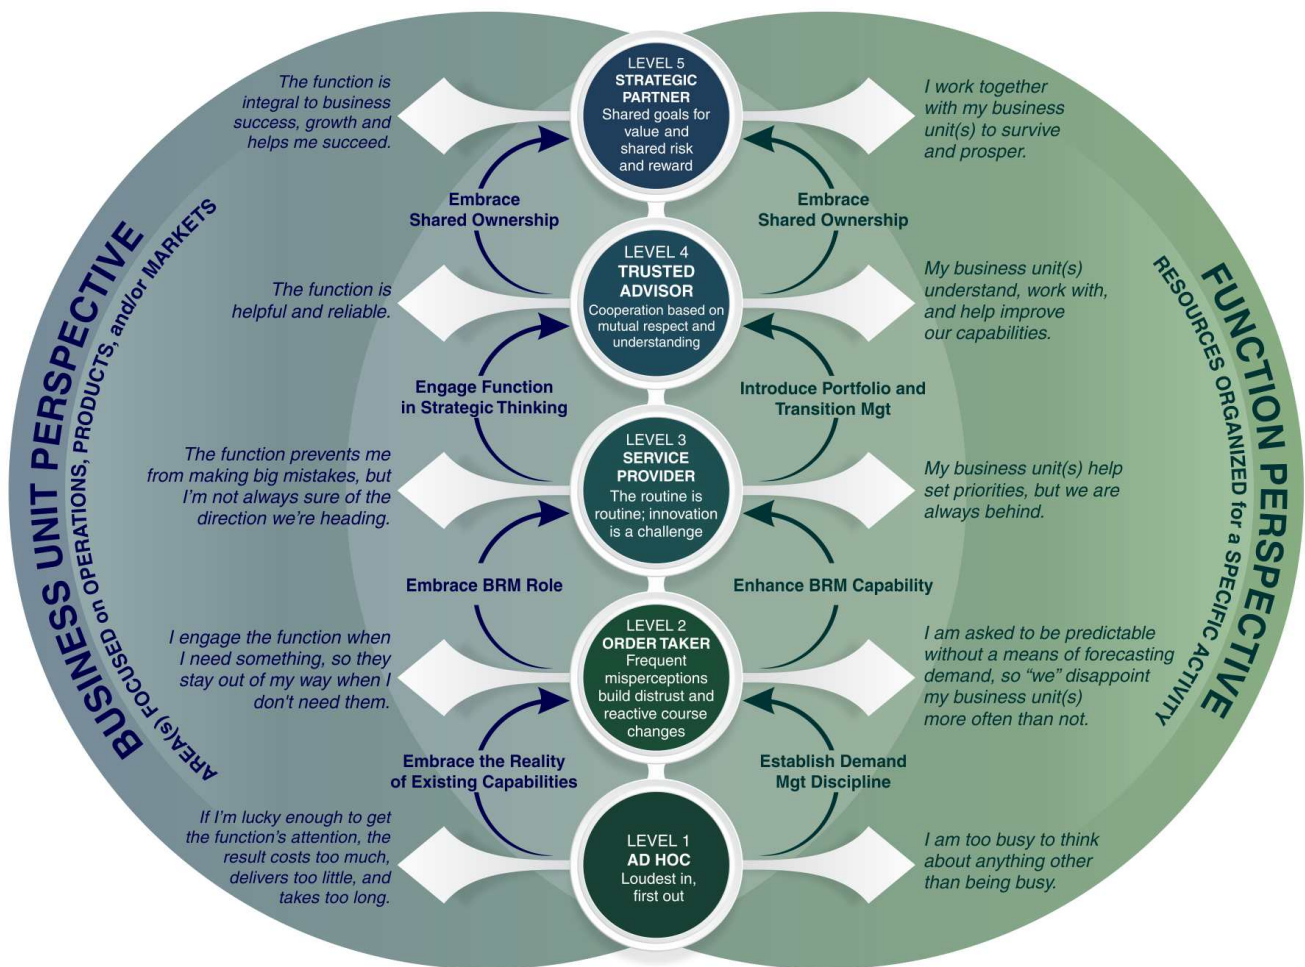 BUSINESS UNIT PERSPECTIVE
AREA(s) FOCUSED on OPERATIONS, PRODUCTS, and/or MARKETS
FUNCTION PERSPECTIVE
RESOURCES ORGANIZED for a SPECIFIC ACTIVITY
The function is
integral to business
success, growth and
helps me succeed.
LEVEL 5
STRATEGIC
PARTNER
Shared goals for
value and
shared risk
and reward
I work together
with my business
unit(s) to survive
and prosper.
Embrace
Shared Ownership
Embrace
Shared Ownership
The function is
helpful and reliable.
LEVEL 4
TRUSTED
ADVISOR
Cooperation based on
mutual respect and
understanding
My business unit(s)
understand, work with,
and help improve
our capabilities.
Engage Function
in Strategic Thinking
Introduce Portfolio and
Transition Mgt
The function prevents me
from making big mistakes, but
I'm not always sure of the
direction we're heading.
LEVEL 3
SERVICE
PROVIDER
The routine is
routine; innovation
is a challenge
My business unit(s) help
set priorities, but we are
always behind.
Embrace BRM Role
Enhance BRM Capability
I engage the function when
I need something, so they
stay out of my way when I
don't need them.
LEVEL 2
ORDER TAKER
Frequent
misperceptions
build distrust and
reactive course
changes
I am asked to be predictable
without a means of forecasting
demand, so “we” disappoint
my business unit(s)
more often than not.
Embrace the Reality
of Existing Capabilities
Establish Demand
Mgt Discipline
If I'm lucky enough to get
the function's attention, the
result costs too much,
delivers too little, and
takes too long.
LEVEL 1
AD HOC
Loudest in,
first out
I am too busy to think
about anything other
than being busy.